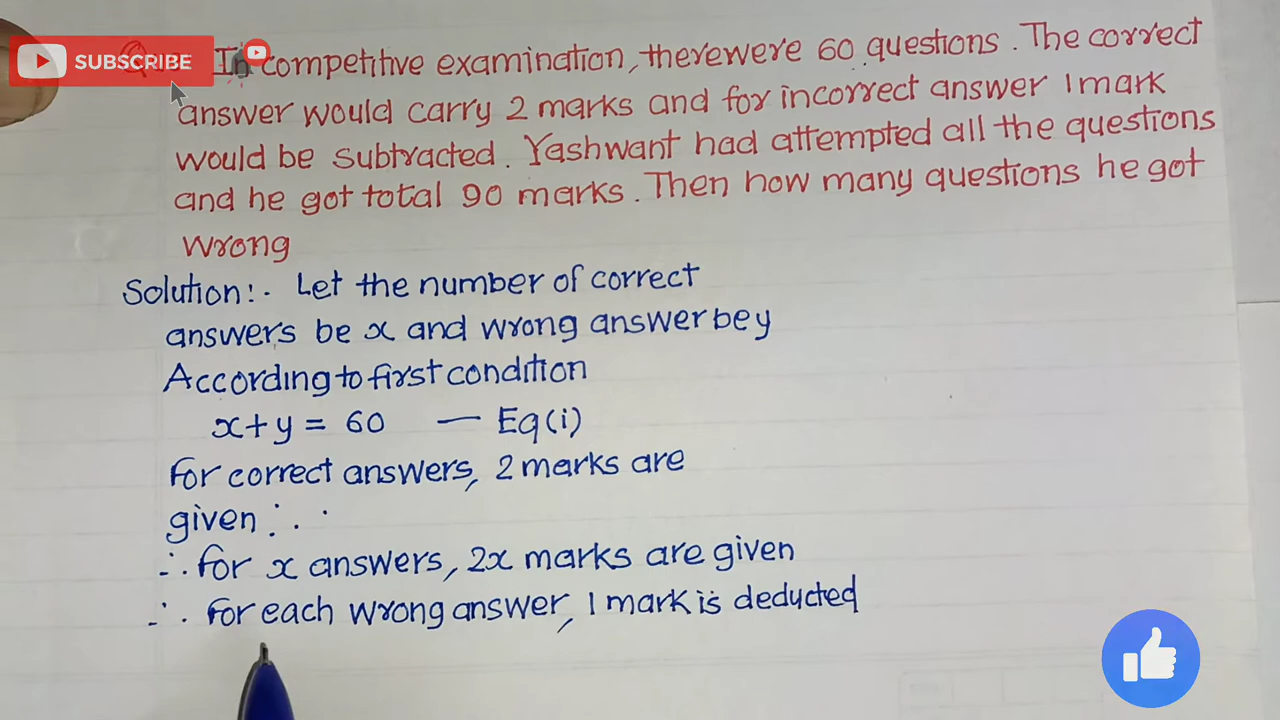 SUBSCRIBE
In competitive examination, there were 60 questions. The correct
answer would carry 2 marks and for incorrect answer 1 mark
would be subtracted. Yashwant had attempted all the questions
and he got total 90 marks. Then how many questions he got
wrong
Solution:. Let the number of correct
answers be x and wrong answer be y
According to first condition
x+y = 60 — Eq(i)
For correct answers, 2 marks are
given ∴ .
∴ for x answers, 2x marks are given
∴ for each wrong answer, 1 mark is deducted